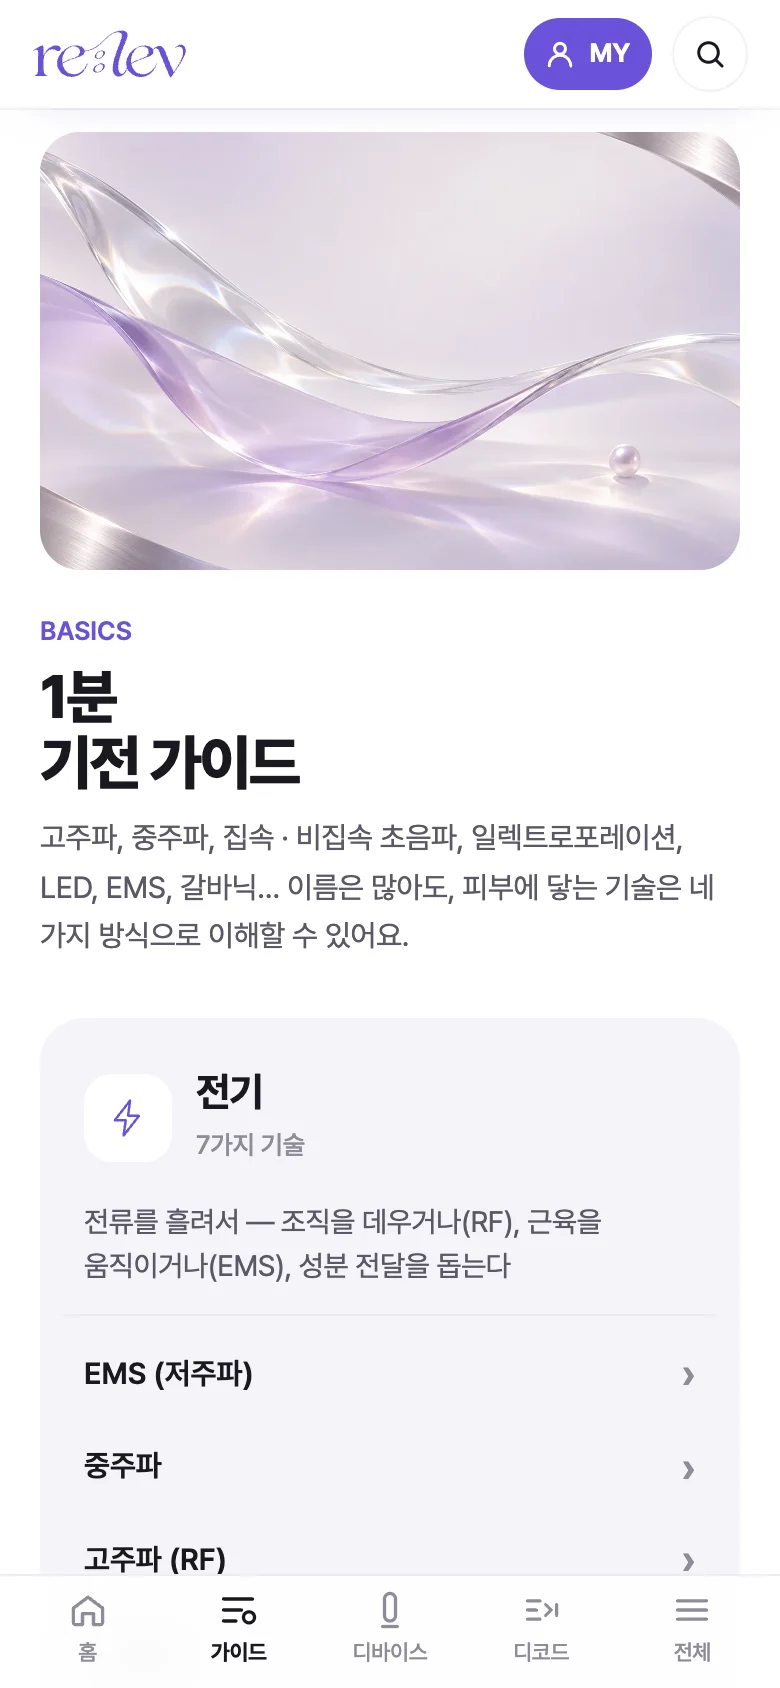 re:lev
MY
BASICS
1분
기전 가이드
고주파, 중주파, 집속 · 비집속 초음파, 일렉트로포레이션,
LED, EMS, 갈바닉... 이름은 많아도, 피부에 닿는 기술은 네
가지 방식으로 이해할 수 있어요.
전기
7가지 기술
전류를 흘려서 — 조직을 데우거나(RF), 근육을
움직이거나(EMS), 성분 전달을 돕는다
EMS (저주파)
중주파
고주파 (RF)
홈
가이드
디바이스
디코드
전체